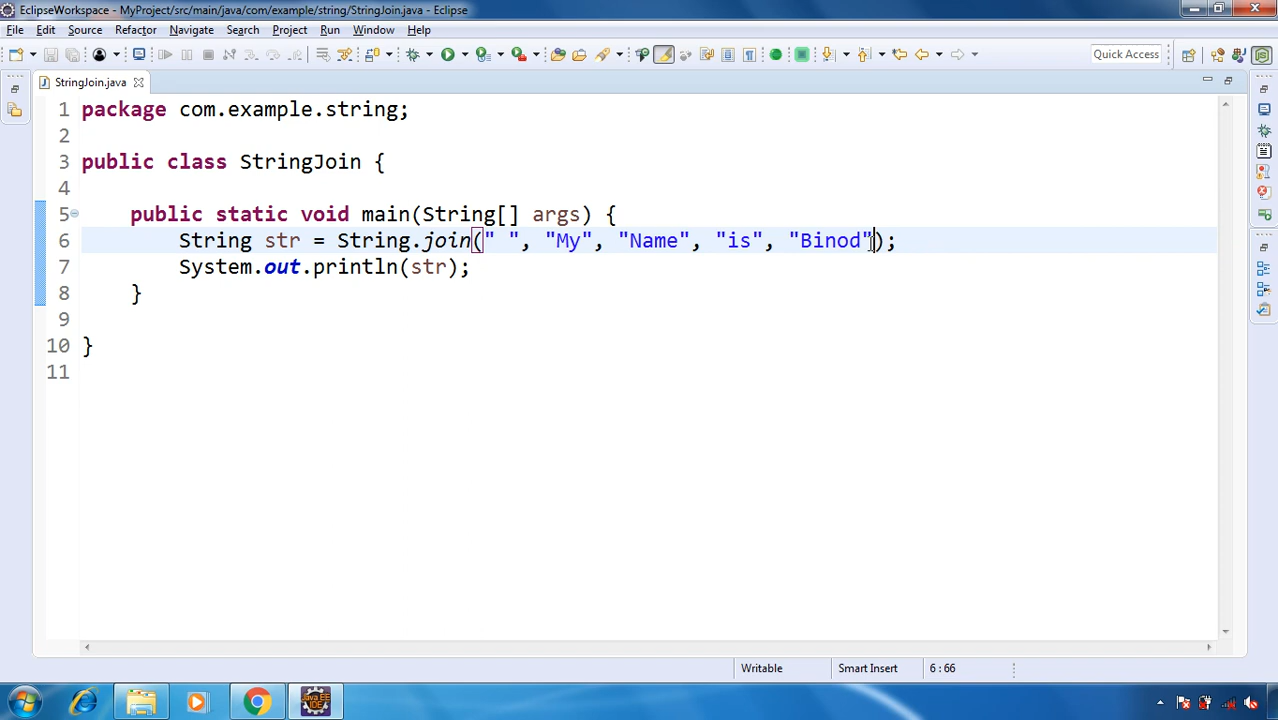 EclipseWorkspace - MyProject/src/main/java/com/example/string/StringJoin.java - Eclipse
File Edit Source Refactor Navigate Search Project Run Window Help
Quick Access
StringJoin.java
1 package com.example.string;
2
3 public class StringJoin {
4
5 public static void main(String[] args) {
6 String str = String.join(" ", "My", "Name", "is", "Binod");
7 System.out.println(str);
8 }
9
10 }
11
Writable Smart Insert 6 : 66
Java EE
IDE